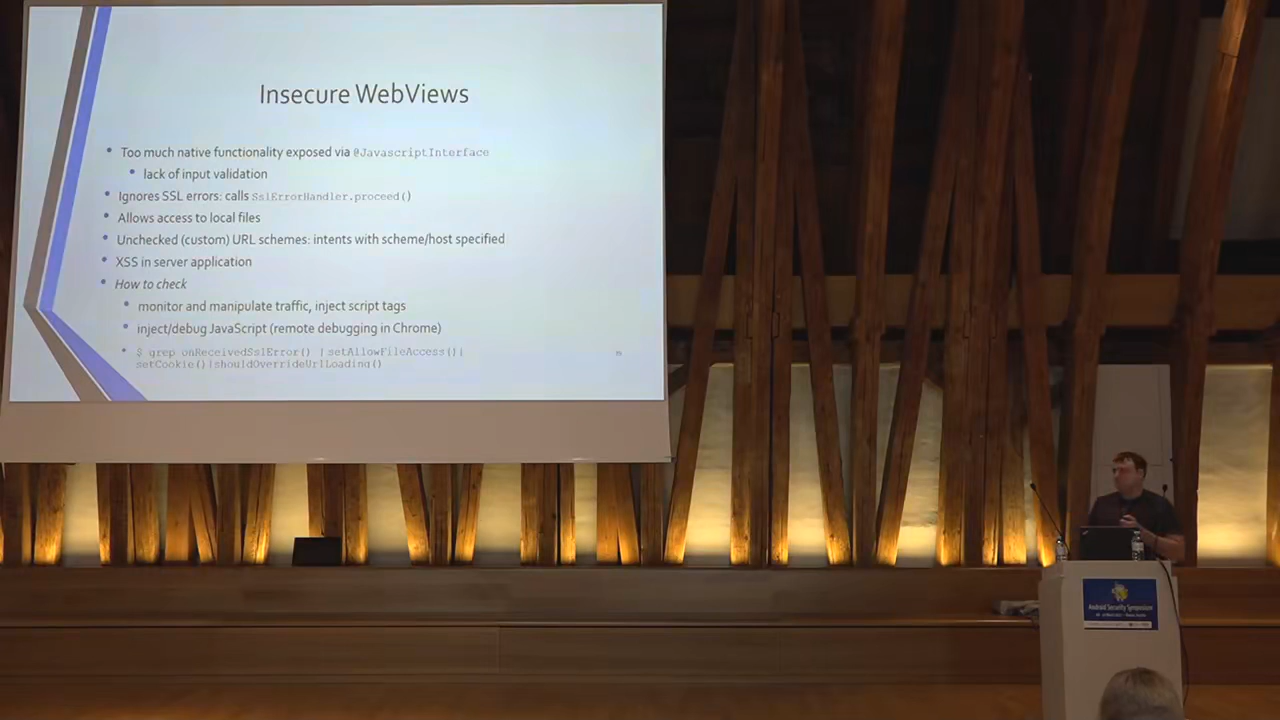 Insecure WebViews
• Too much native functionality exposed via @JavascriptInterface
• lack of input validation
• Ignores SSL errors: calls SslErrorHandler.proceed()
• Allows access to local files
• Unchecked (custom) URL schemes: intents with scheme/host specified
• XSS in server application
• How to check
• monitor and manipulate traffic, inject script tags
• inject/debug JavaScript (remote debugging in Chrome)
• $ grep onReceivedSslError() |setAllowFileAccess()|
setCookie()|shouldOverrideUrlLoading()
Android Security Symposium